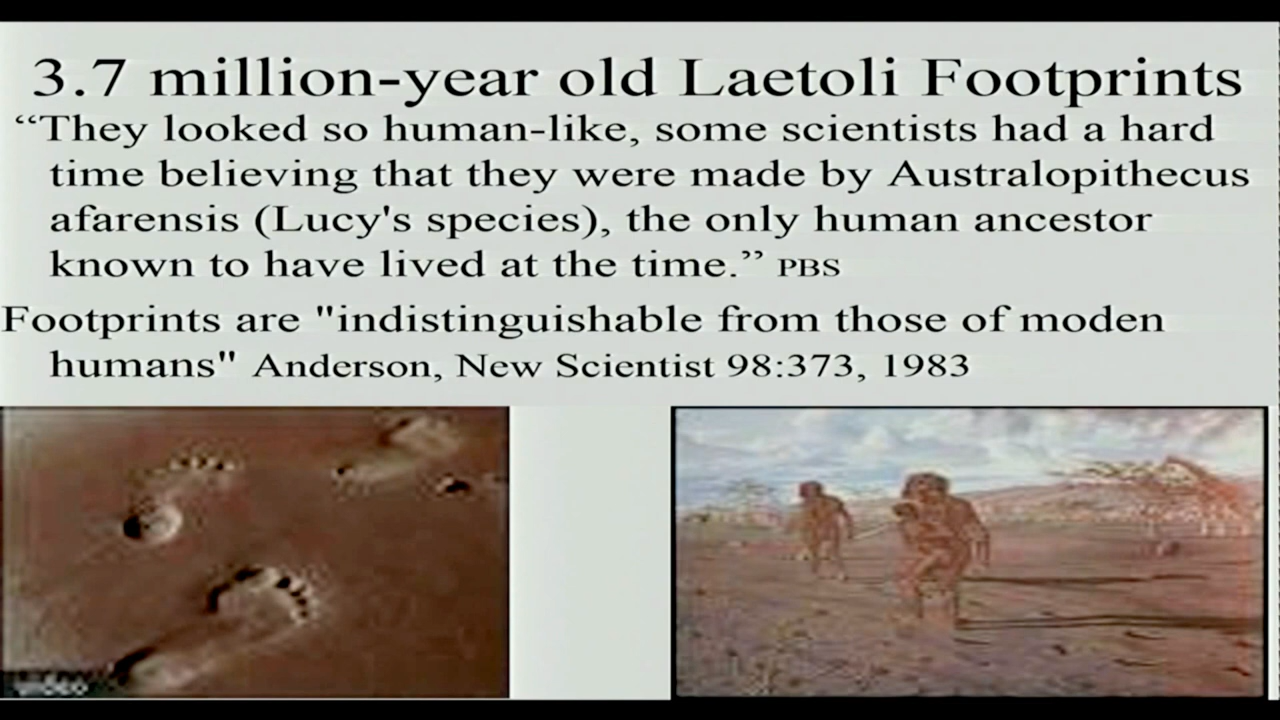 3.7 million-year old Laetoli Footprints
“They looked so human-like, some scientists had a hard
time believing that they were made by Australopithecus
afarensis (Lucy's species), the only human ancestor
known to have lived at the time.” PBS
Footprints are "indistinguishable from those of moden
humans" Anderson, New Scientist 98:373, 1983